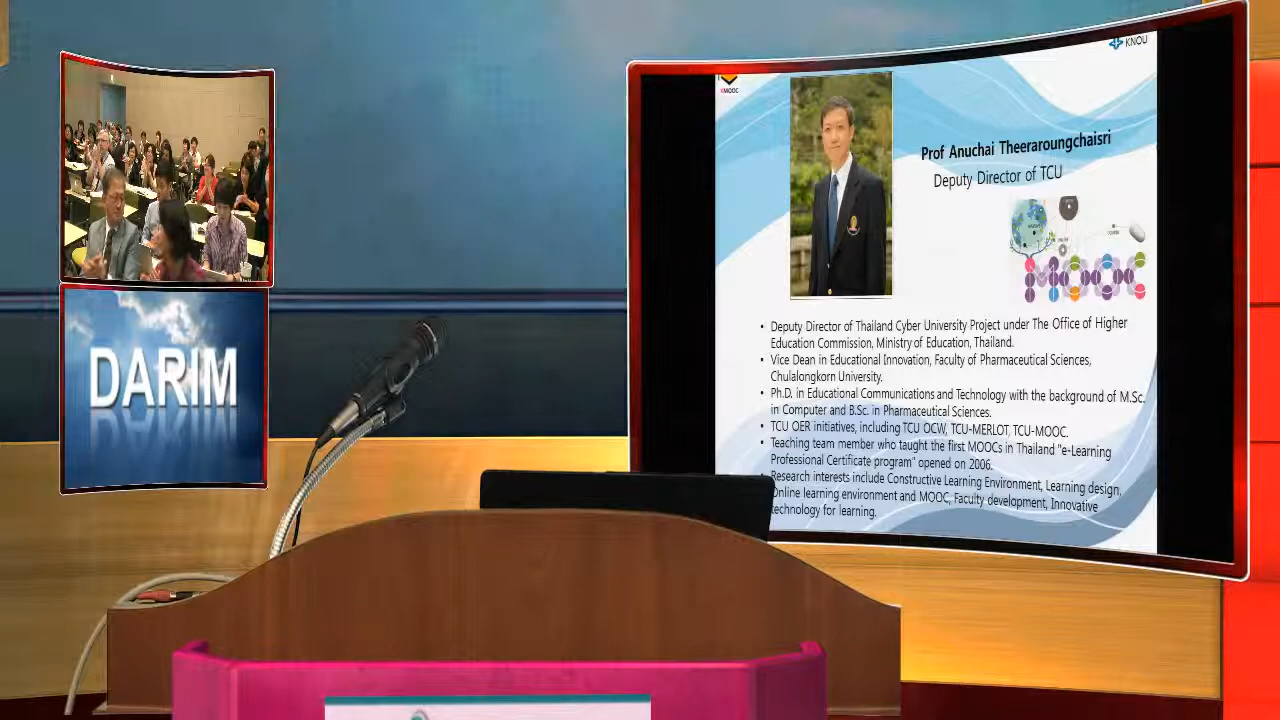 KNOU
KMOOC
Prof Anuchai Theeraroungchaisri
Deputy Director of TCU
MOOC
DARIM
• Deputy Director of Thailand Cyber University Project under The Office of Higher
Education Commission, Ministry of Education, Thailand.
• Vice Dean in Educational Innovation, Faculty of Pharmaceutical Sciences,
Chulalongkorn University.
• Ph.D. in Educational Communications and Technology with the background of M.Sc.
in Computer and B.Sc. in Pharmaceutical Sciences.
• TCU OER initiatives, including TCU OCW, TCU-MERLOT, TCU-MOOC.
• Teaching team member who taught the first MOOCs in Thailand "e-Learning
Professional Certificate program" opened on 2006.
• Research interests include Constructive Learning Environment, Learning design,
Online learning environment and MOOC, Faculty development, Innovative
technology for learning.